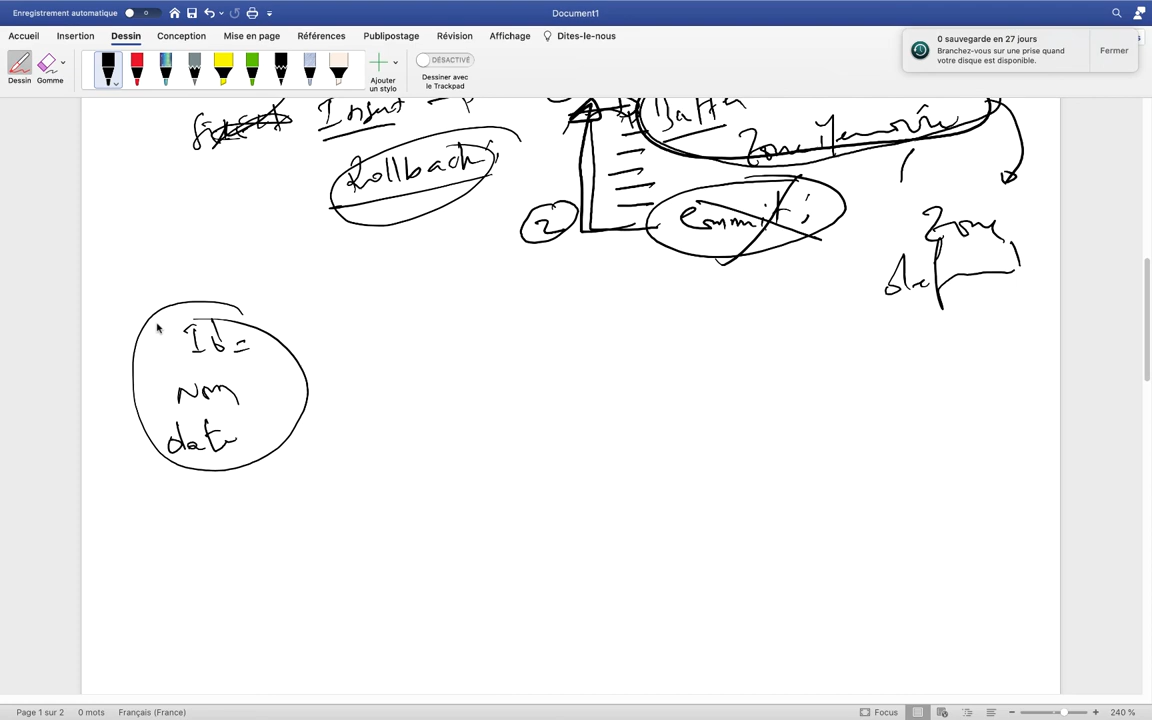 Enregistrement automatique
Document1
Accueil Insertion Dessin Conception Mise en page Références Publipostage Révision Affichage Dites-le-nous
0 sauvegarde en 27 jours
Branchez-vous sur une prise quand
votre disque est disponible.
Fermer
Dessin
Gomme
Ajouter
un stylo
DÉSACTIVÉ
Dessiner avec
le Trackpad
Insert
Zone Mémoire
Rollback;
2
Commit;
Zone
def
Nom
date
Page 1 sur 2 0 mots Français (France)
Focus
240 %